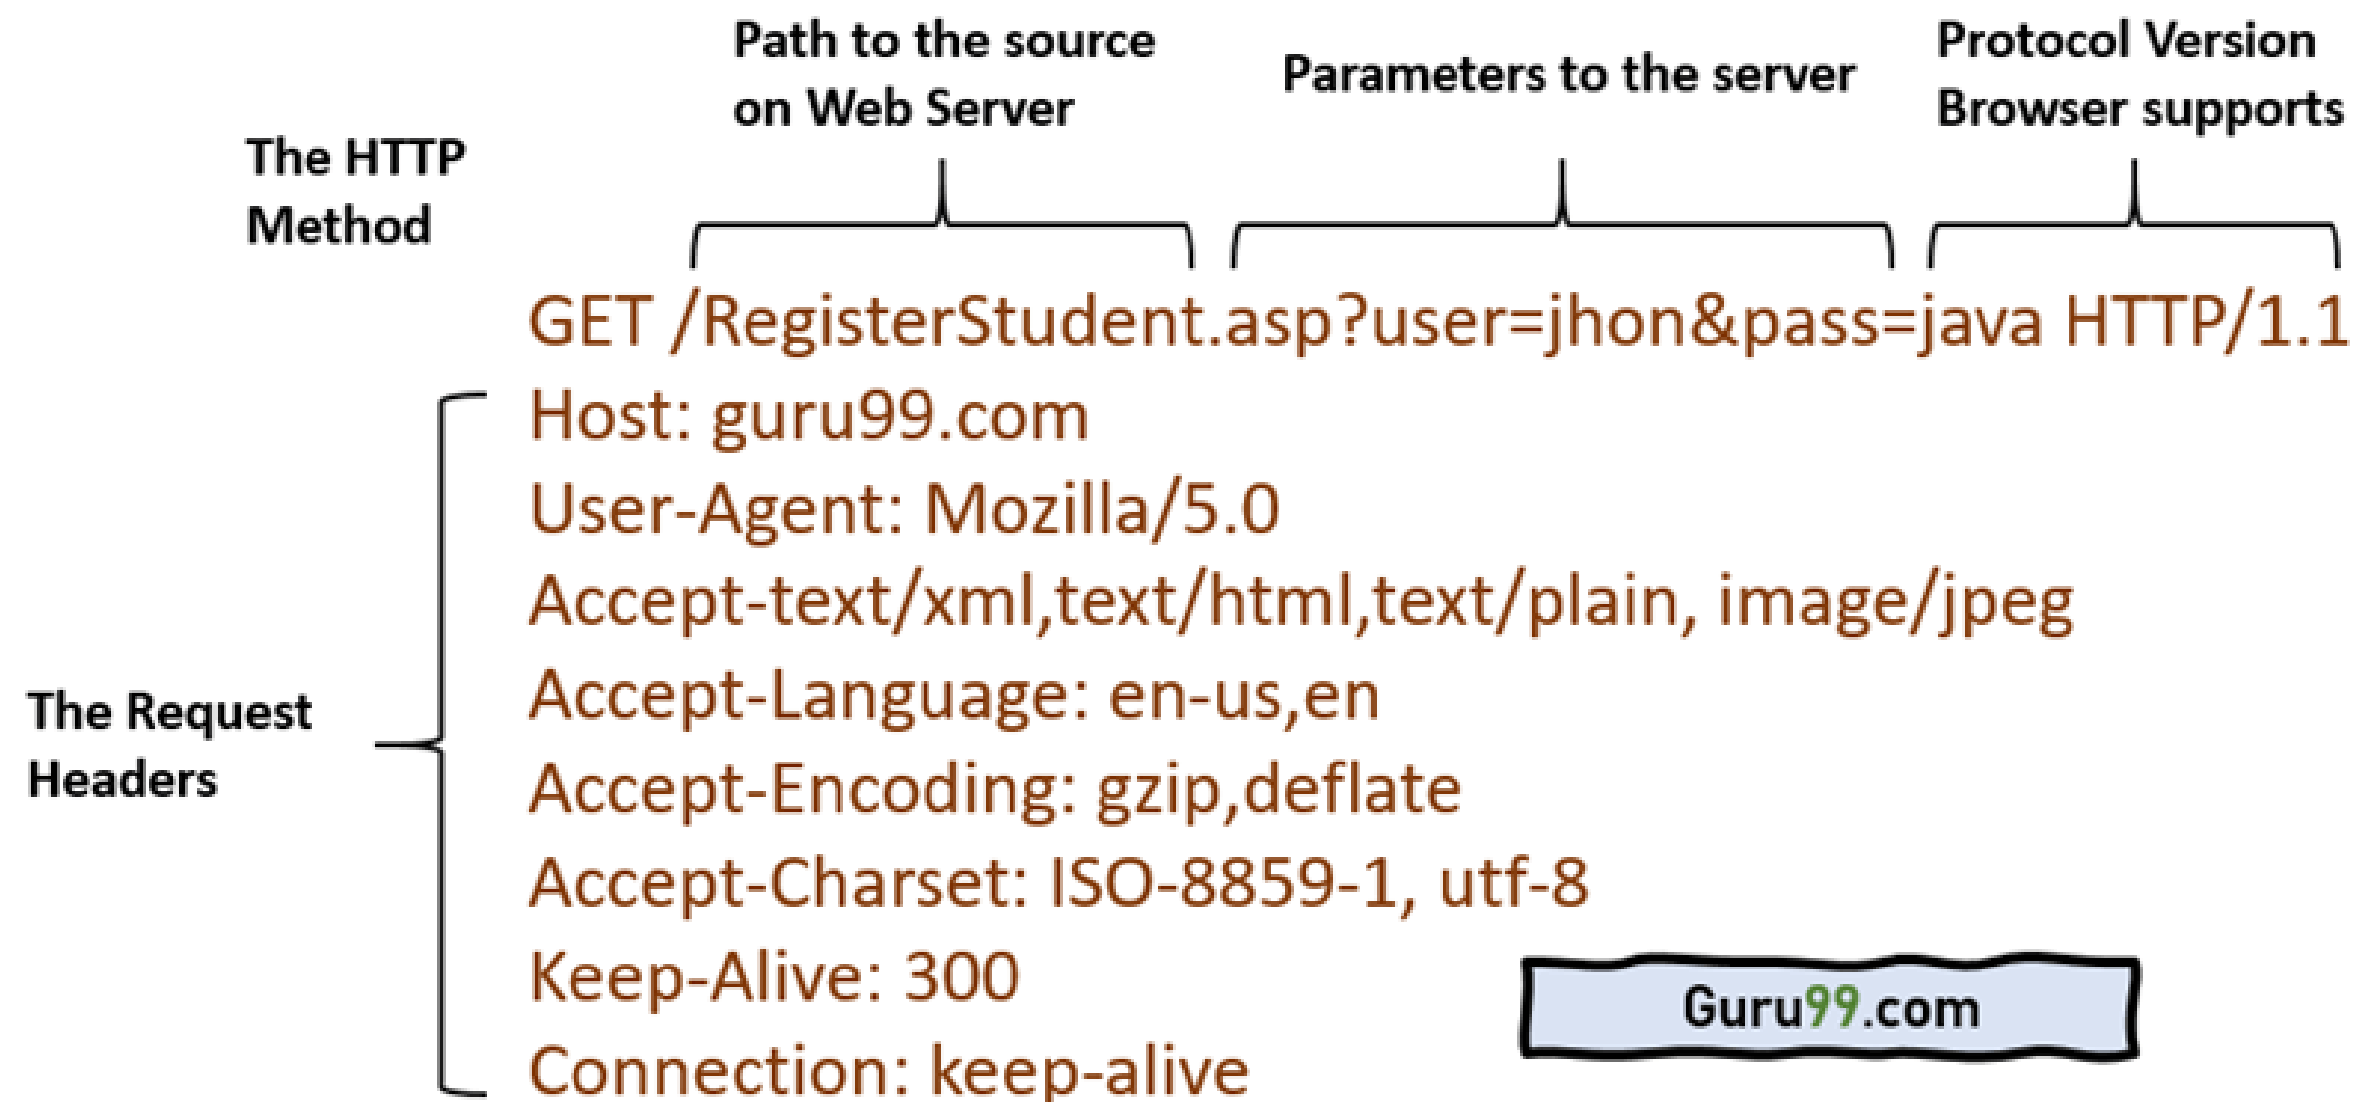 Path to the source
on Web Server
Parameters to the server
Protocol Version
Browser supports
The HTTP
Method
GET /RegisterStudent.asp?user=jhon&pass=java HTTP/1.1
Host: guru99.com
User-Agent: Mozilla/5.0
Accept-text/xml,text/html,text/plain, image/jpeg
Accept-Language: en-us,en
Accept-Encoding: gzip,deflate
Accept-Charset: ISO-8859-1, utf-8
Keep-Alive: 300
Connection: keep-alive
The Request
Headers
Guru99.com